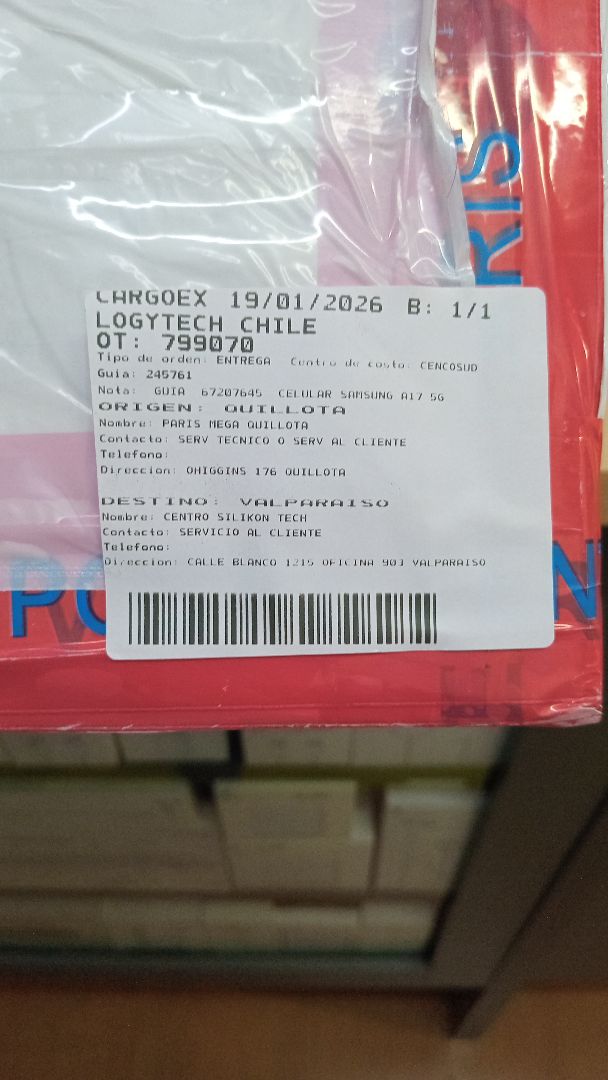 RIS
CARGOEX 19/01/2026 B: 1/1
LOGYTECH CHILE
OT: 799070
Tipo de orden: ENTREGA Centro de costo: CENCOSUD
Guia: 245761
Nota: GUIA 67207645 CELULAR SAMSUNG A17 5G
ORIGEN: QUILLOTA
Nombre: PARIS MEGA QUILLOTA
Contacto: SERV TECNICO O SERV AL CLIENTE
Telefono:
Direccion: OHIGGINS 176 QUILLOTA
DESTINO: VALPARAISO
Nombre: CENTRO SILIKON TECH
Contacto: SERVICIO AL CLIENTE
Telefono:
Direccion: CALLE BLANCO 1215 OFICINA 903 VALPARAISO